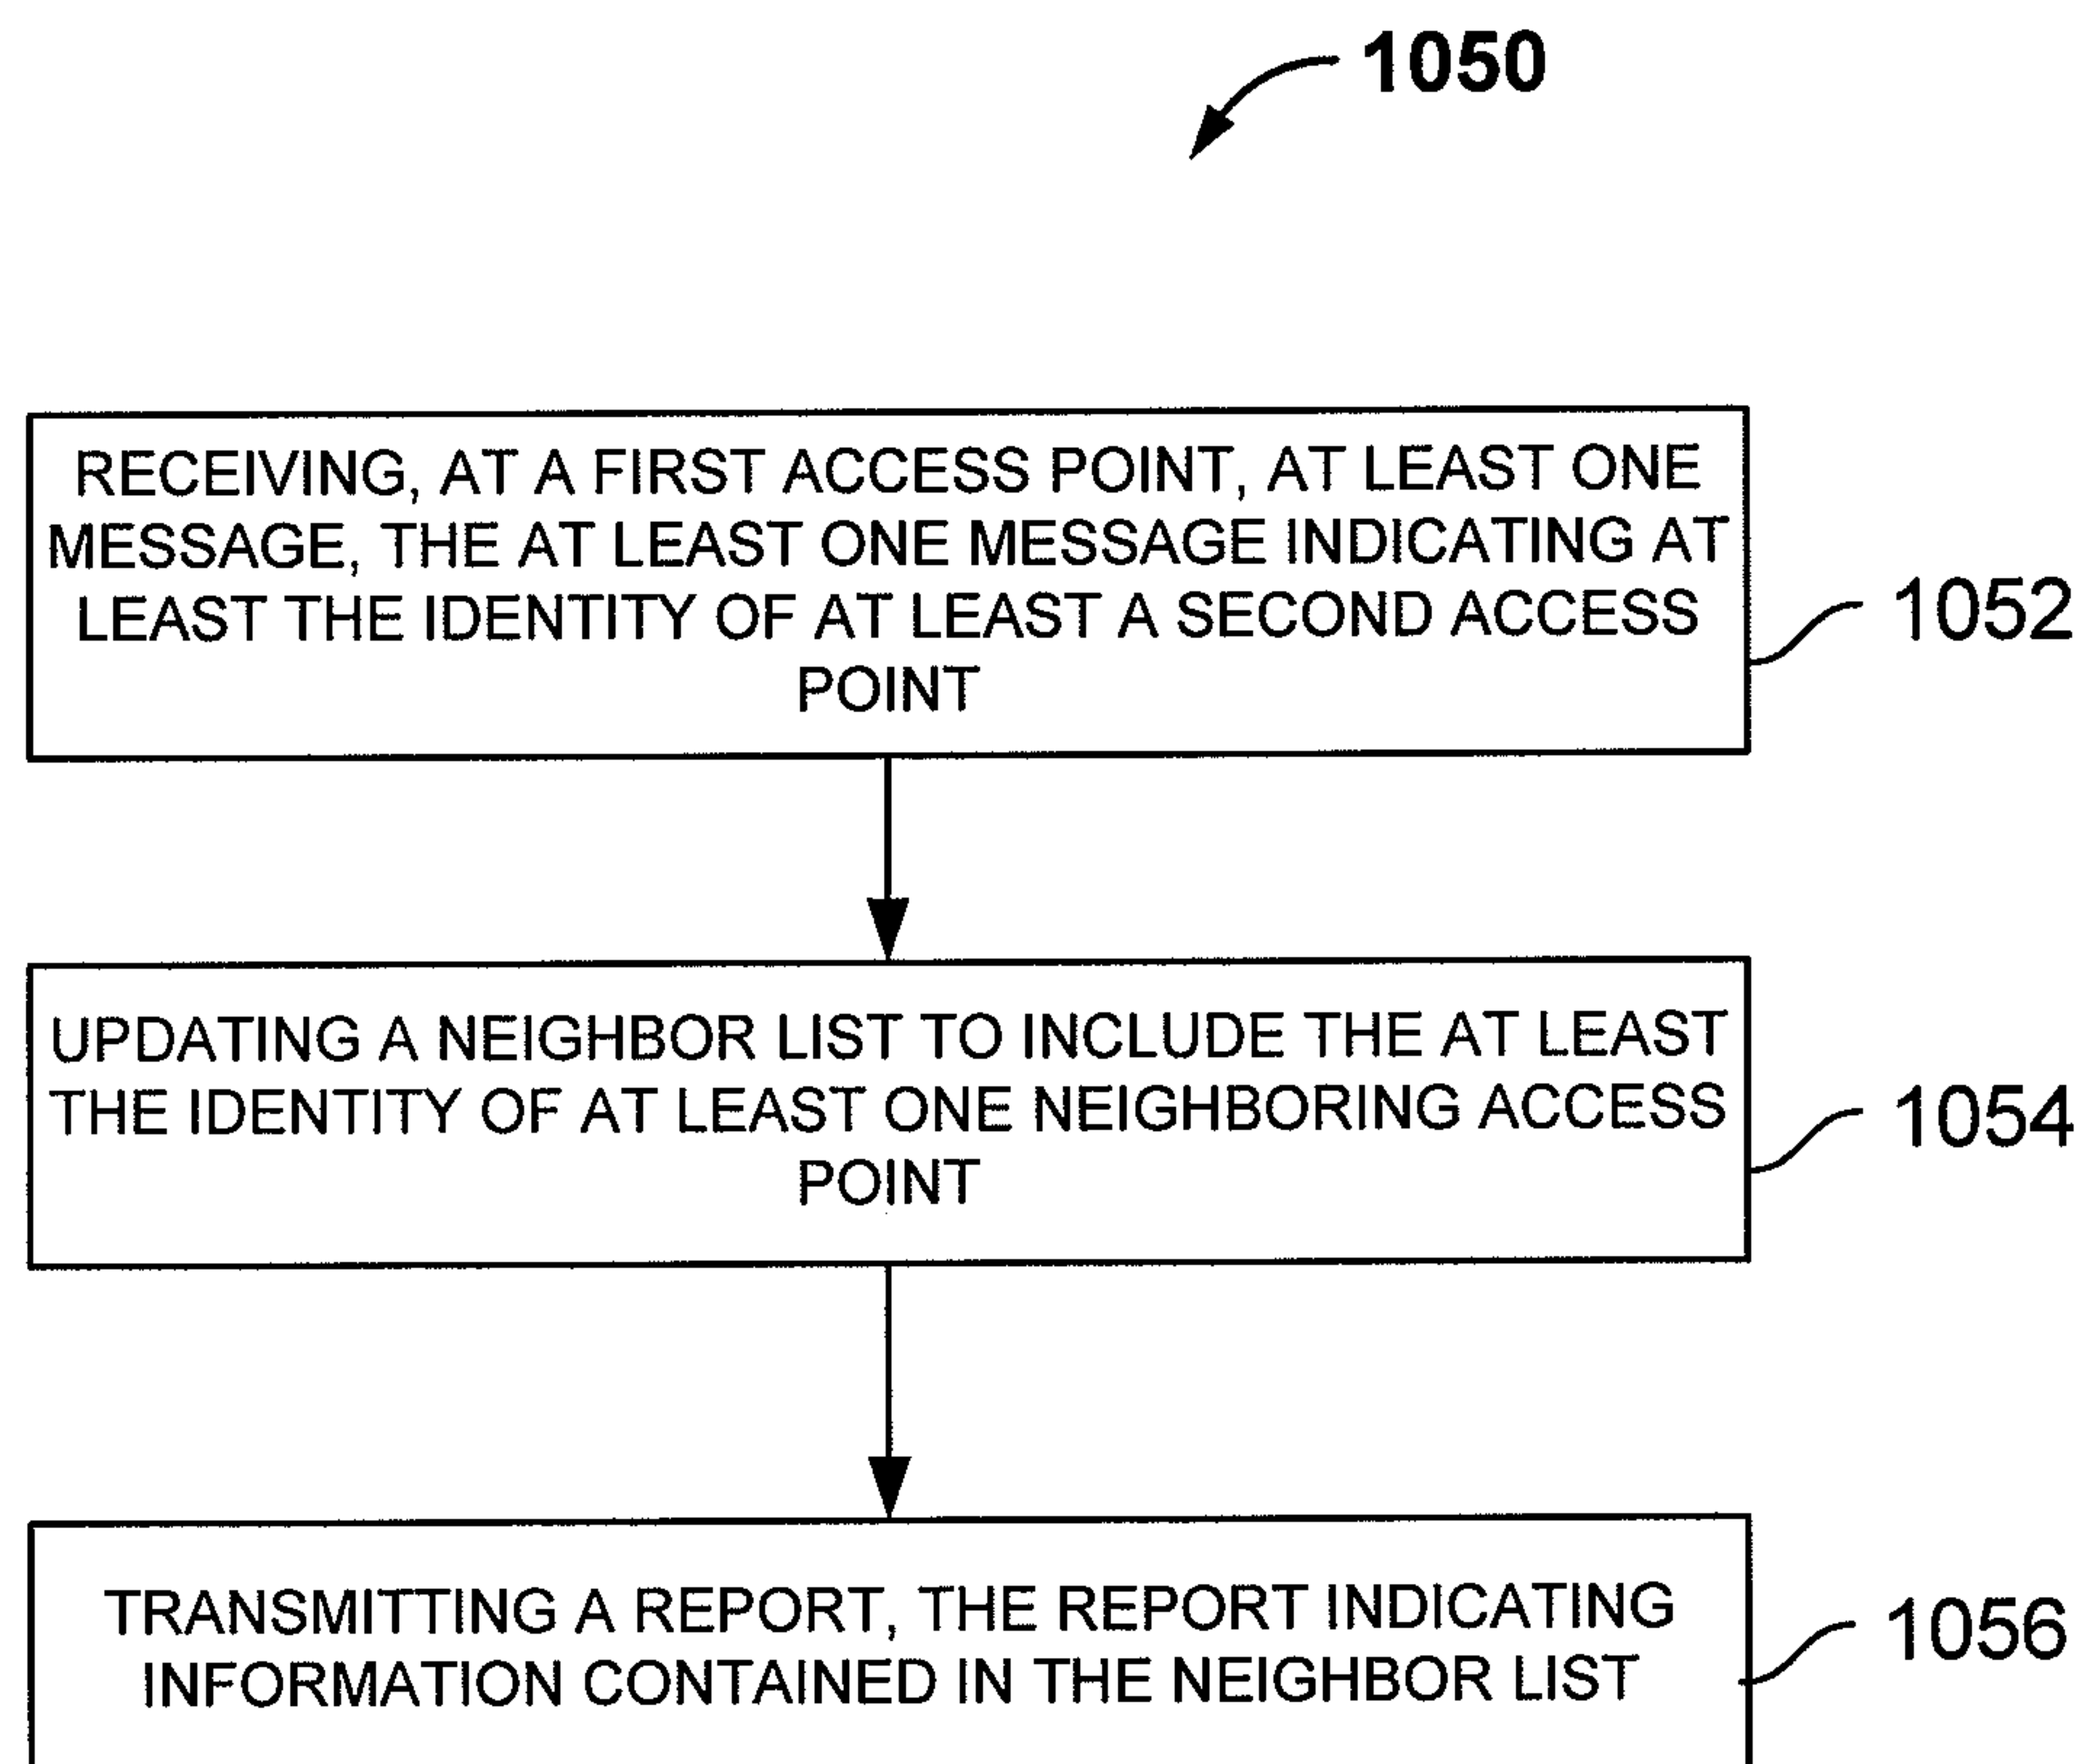 1050
RECEIVING, AT A FIRST ACCESS POINT, AT LEAST ONE
MESSAGE, THE AT LEAST ONE MESSAGE INDICATING AT
LEAST THE IDENTITY OF AT LEAST A SECOND ACCESS
POINT
1052
UPDATING A NEIGHBOR LIST TO INCLUDE THE AT LEAST
THE IDENTITY OF AT LEAST ONE NEIGHBORING ACCESS
POINT
1054
TRANSMITTING A REPORT, THE REPORT INDICATING
INFORMATION CONTAINED IN THE NEIGHBOR LIST
1056